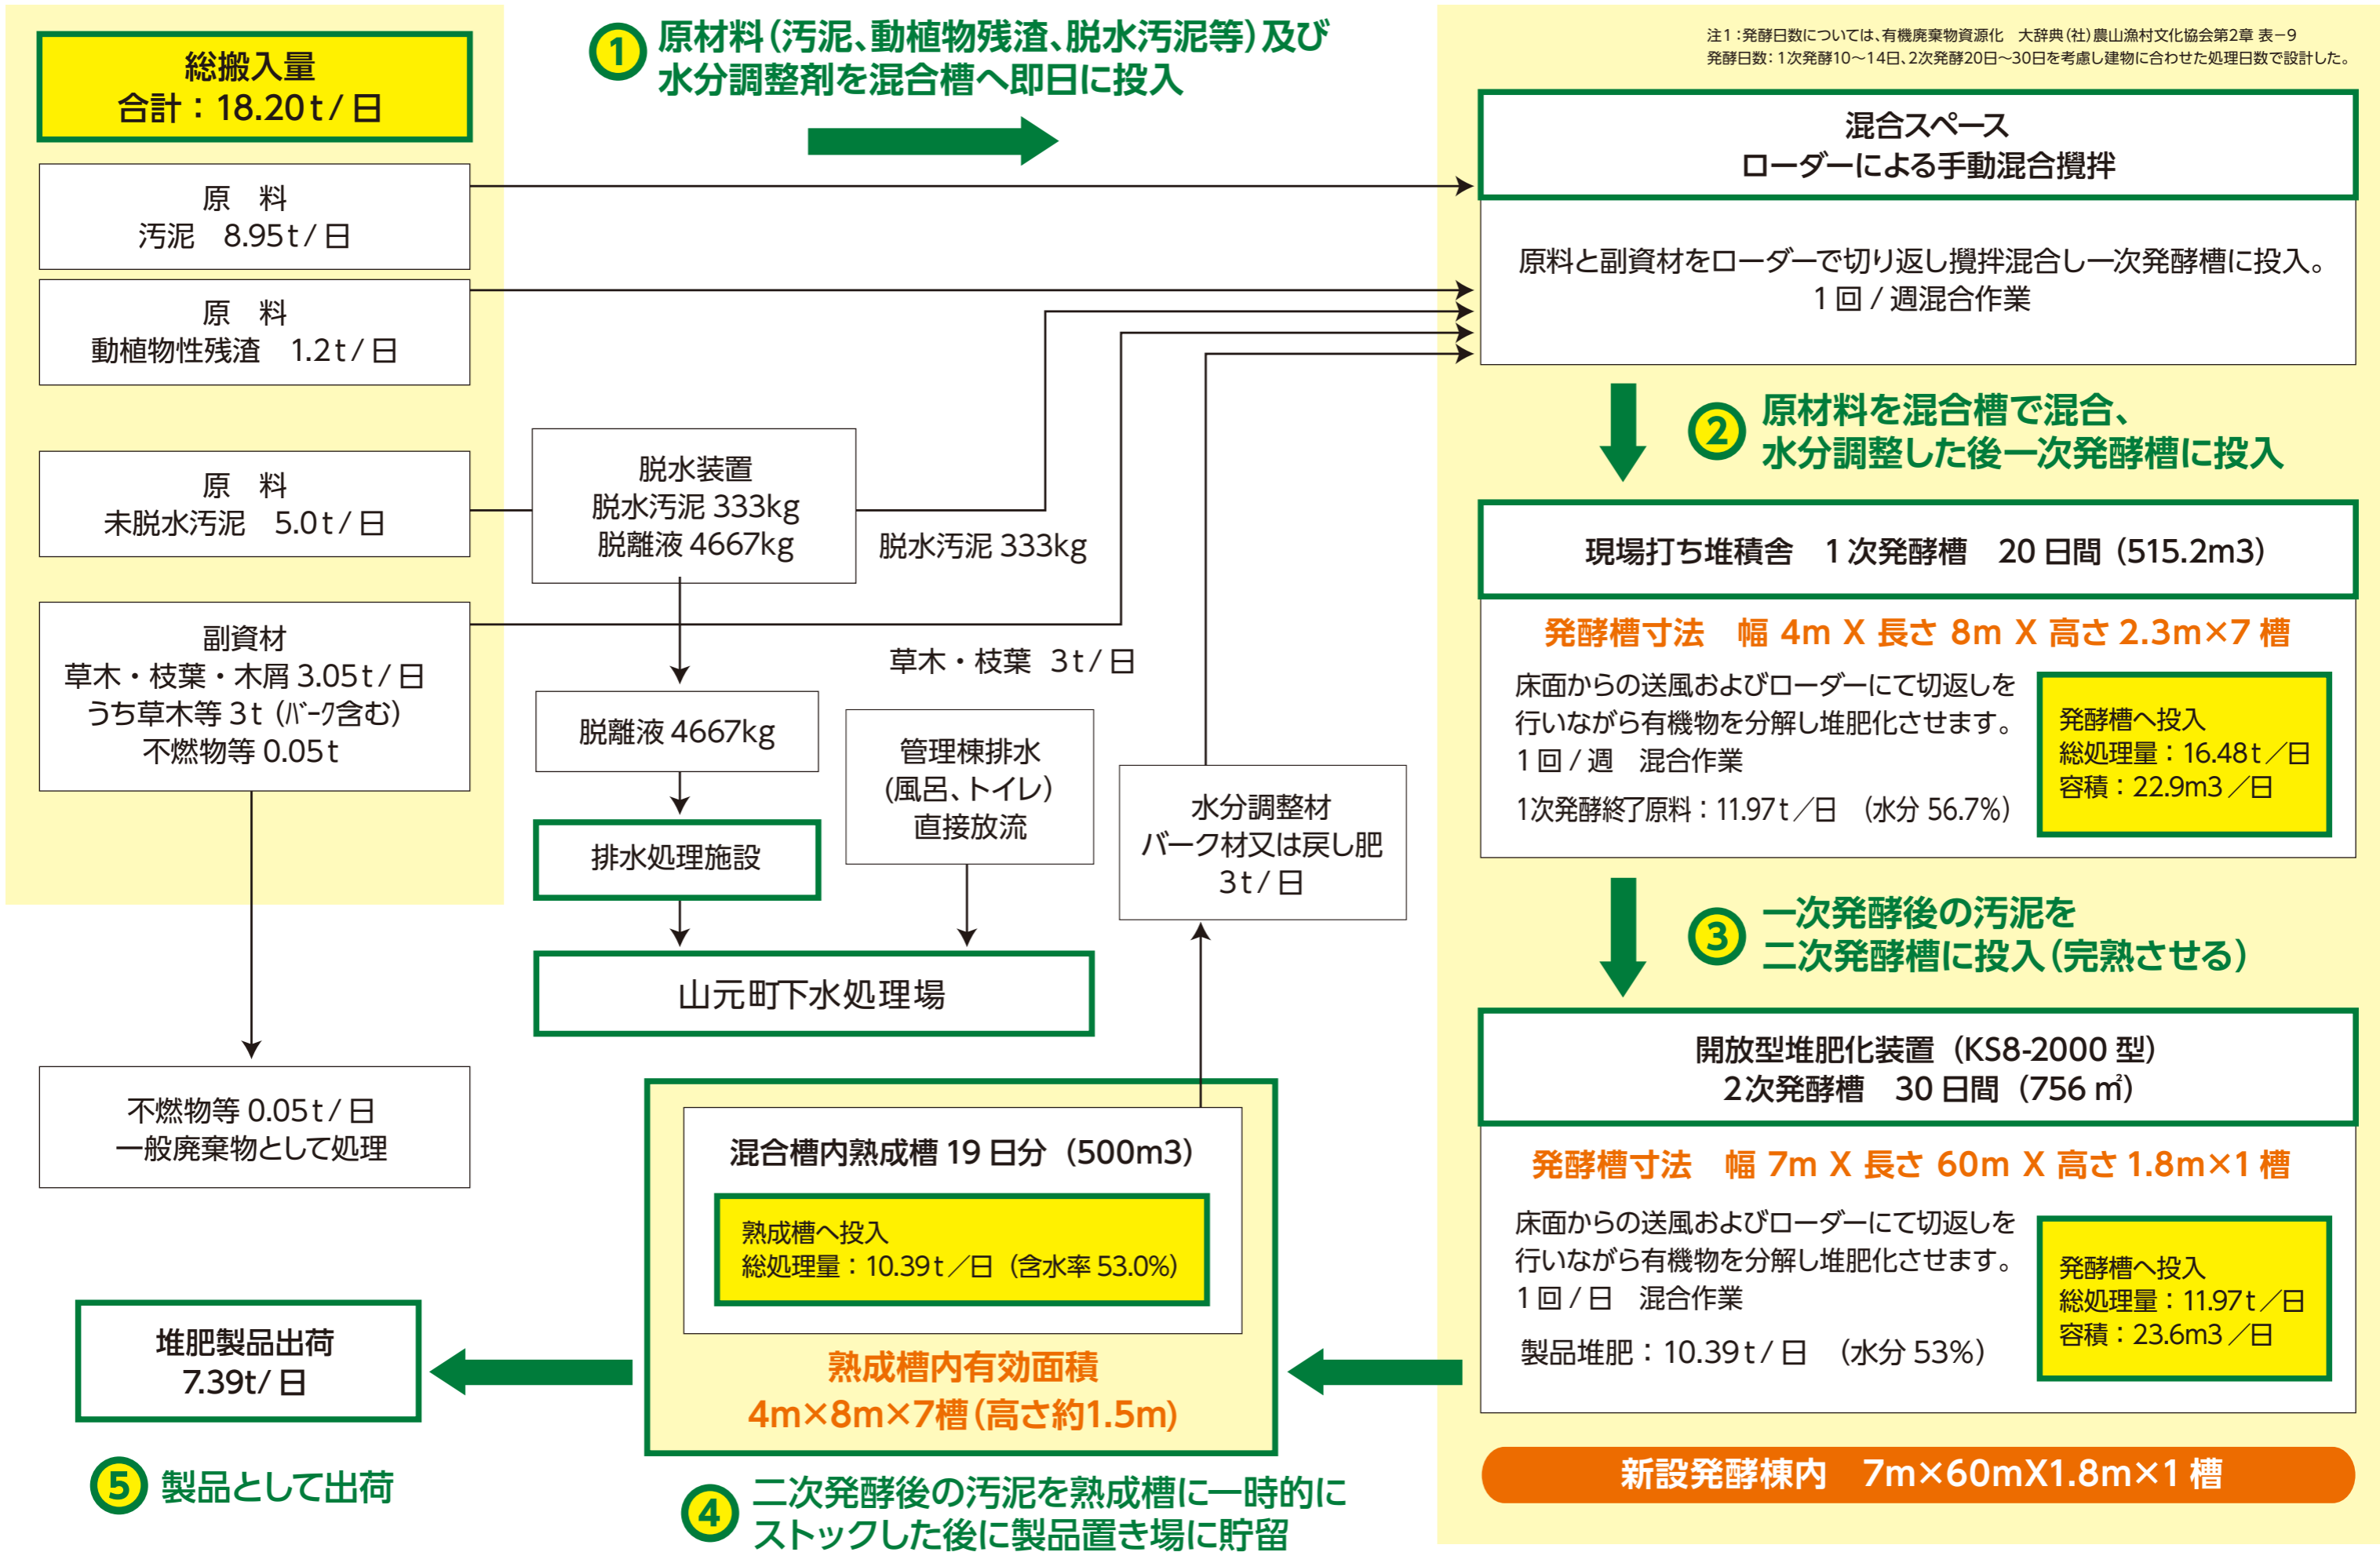 総搬入量
合計：18.20t/日
原　料
汚泥　8.95t/日
原　料
動植物性残渣　1.2t/日
原　料
未脱水汚泥　5.0t/日
副資材
草木・枝葉・木屑 3.05t/日
うち草木等 3t（ﾊﾞｰｸ含む）
不燃物等 0.05t
不燃物等 0.05t/日
一般廃棄物として処理
① 原材料（汚泥、動植物残渣、脱水汚泥等）及び
水分調整剤を混合槽へ即日に投入
脱水装置
脱水汚泥 333kg
脱離液 4667kg
脱水汚泥 333kg
草木・枝葉 3t/日
脱離液 4667kg
排水処理施設
管理棟排水
(風呂、トイレ)
直接放流
山元町下水処理場
水分調整材
バーク材又は戻し肥
3t/日
注1：発酵日数については、有機廃棄物資源化　大辞典（社）農山漁村文化協会第2章 表－9
発酵日数：1次発酵10～14日、2次発酵20日～30日を考慮し建物に合わせた処理日数で設計した。
混合スペース
ローダーによる手動混合攪拌
原料と副資材をローダーで切り返し攪拌混合し一次発酵槽に投入。
1回/週混合作業
② 原材料を混合槽で混合、
水分調整した後一次発酵槽に投入
現場打ち堆積舎　1次発酵槽　20日間（515.2m3）
発酵槽寸法　幅 4m X 長さ 8m X 高さ 2.3m×7 槽
床面からの送風およびローダーにて切返しを
行いながら有機物を分解し堆肥化させます。
1回/週　混合作業
1次発酵終了原料：11.97t／日　（水分 56.7%）
発酵槽へ投入
総処理量：16.48t／日
容積：22.9m3／日
③ 一次発酵後の汚泥を
二次発酵槽に投入（完熟させる）
開放型堆肥化装置（KS8-2000 型）
2次発酵槽　30日間（756 ㎡）
発酵槽寸法　幅 7m X 長さ 60m X 高さ 1.8m×1 槽
床面からの送風およびローダーにて切返しを
行いながら有機物を分解し堆肥化させます。
1回/日　混合作業
製品堆肥：10.39t/日　（水分 53%）
発酵槽へ投入
総処理量：11.97t／日
容積：23.6m3／日
新設発酵棟内　7m×60mX1.8m×1 槽
混合槽内熟成槽 19 日分（500m3）
熟成槽へ投入
総処理量：10.39t／日（含水率 53.0%）
熟成槽内有効面積
4m×8m×7槽（高さ約1.5m）
④ 二次発酵後の汚泥を熟成槽に一時的に
ストックした後に製品置き場に貯留
堆肥製品出荷
7.39t/日
⑤ 製品として出荷